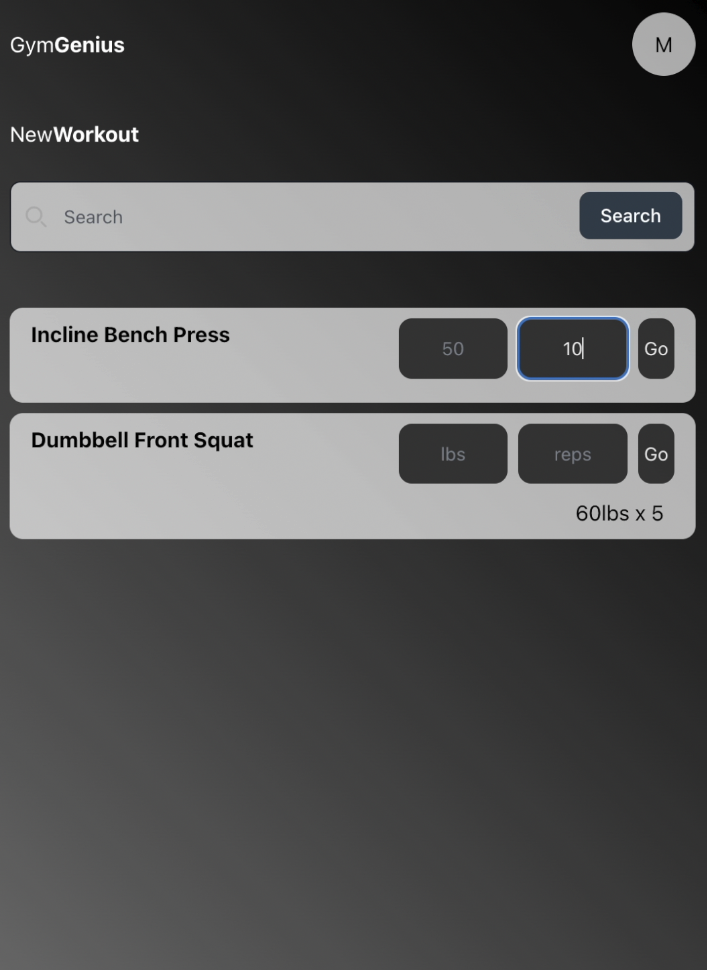 GymGenius
M
NewWorkout
Search
Search
Incline Bench Press
50
10
Go
Dumbbell Front Squat
lbs
reps
Go
60lbs x 5